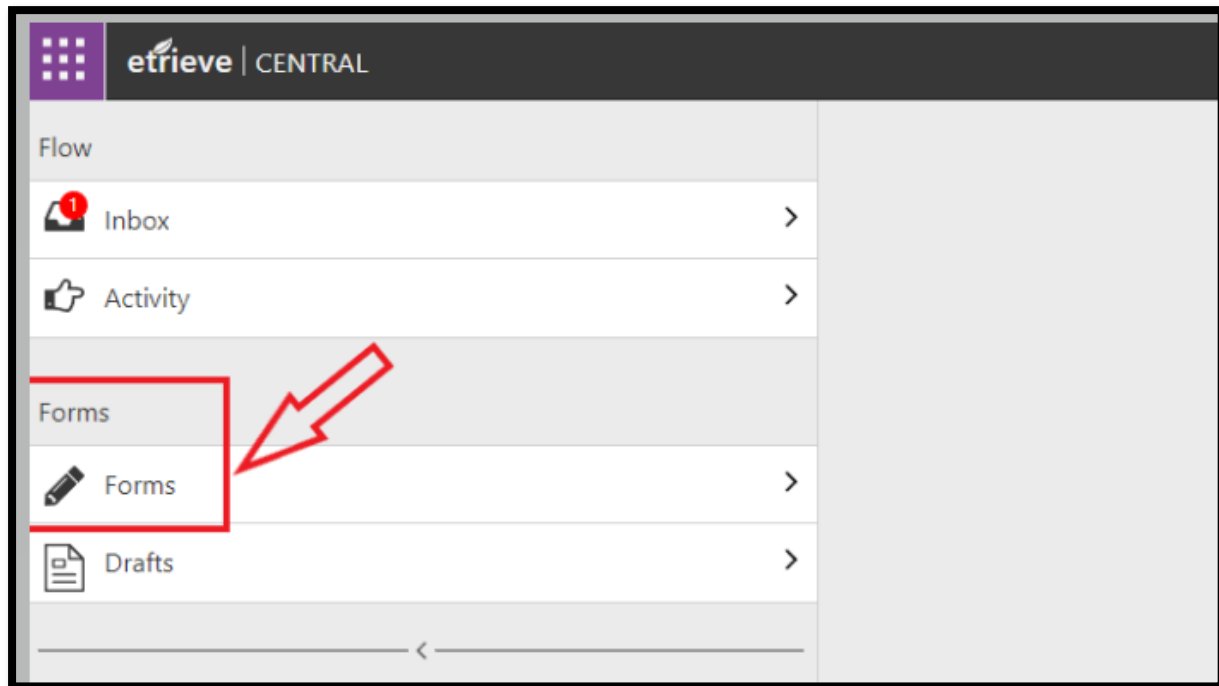 etrieve | CENTRAL
Flow
1
Inbox
Activity
Forms
Forms
Drafts